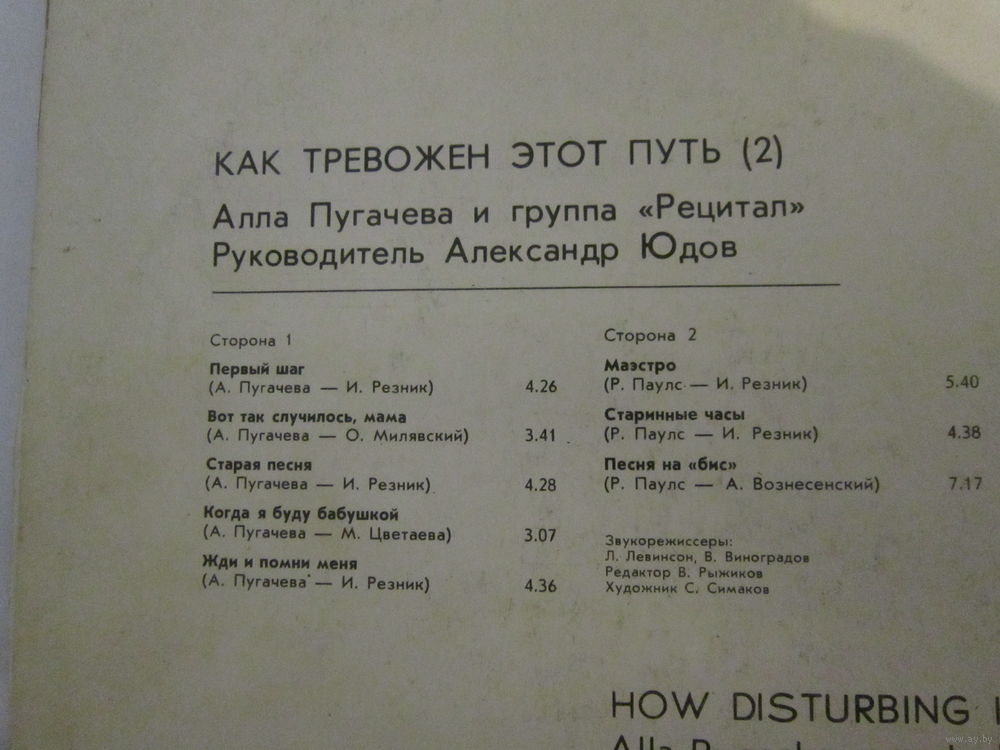 КАК ТРЕВОЖЕН ЭТОТ ПУТЬ (2)
Алла Пугачева и группа «Рецитал»
Руководитель Александр Юдов
Сторона 1
Первый шаг
(А. Пугачева — И. Резник) 4.26
Вот так случилось, мама
(А. Пугачева — О. Милявский) 3.41
Старая песня
(А. Пугачева — И. Резник) 4.28
Когда я буду бабушкой
(А. Пугачева — М. Цветаева) 3.07
Жди и помни меня
(А. Пугачева — И. Резник) 4.36
Сторона 2
Маэстро
(Р. Паулс — И. Резник) 5.40
Старинные часы
(Р. Паулс — И. Резник) 4.38
Песня на «бис»
(Р. Паулс — А. Вознесенский) 7.17
Звукорежиссеры:
Л. Левинсон, В. Виноградов
Редактор В. Рыжиков
Художник С. Симаков
HOW DISTURBING
Alla
www.ay.by